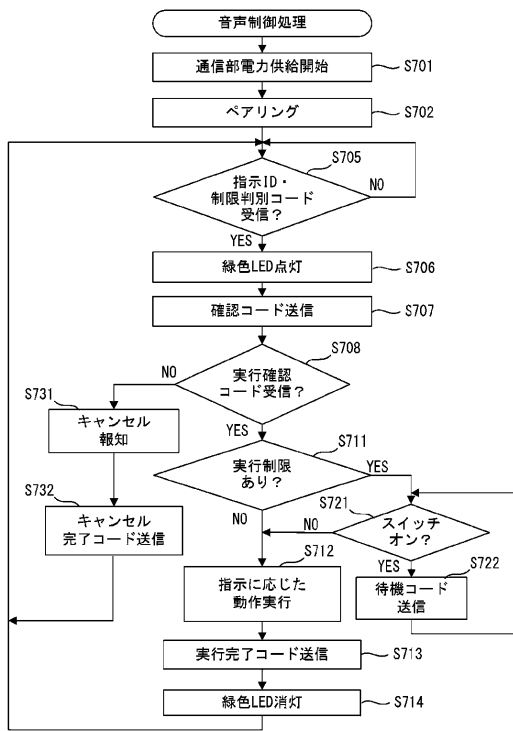 音声制御処理
通信部電力供給開始
S701
ペアリング
S702
S705
指示ID・
制限判別コード
受信？
NO
YES
緑色LED点灯
S706
確認コード送信
S707
S708
NO
実行確認
コード受信？
S731
キャンセル
報知
YES
S711
実行制限
あり？
YES
S732
キャンセル
完了コード送信
NO
S721
NO
スイッチ
オン？
S712
YES
S722
指示に応じた
動作実行
待機コード
送信
実行完了コード送信
S713
緑色LED消灯
S714